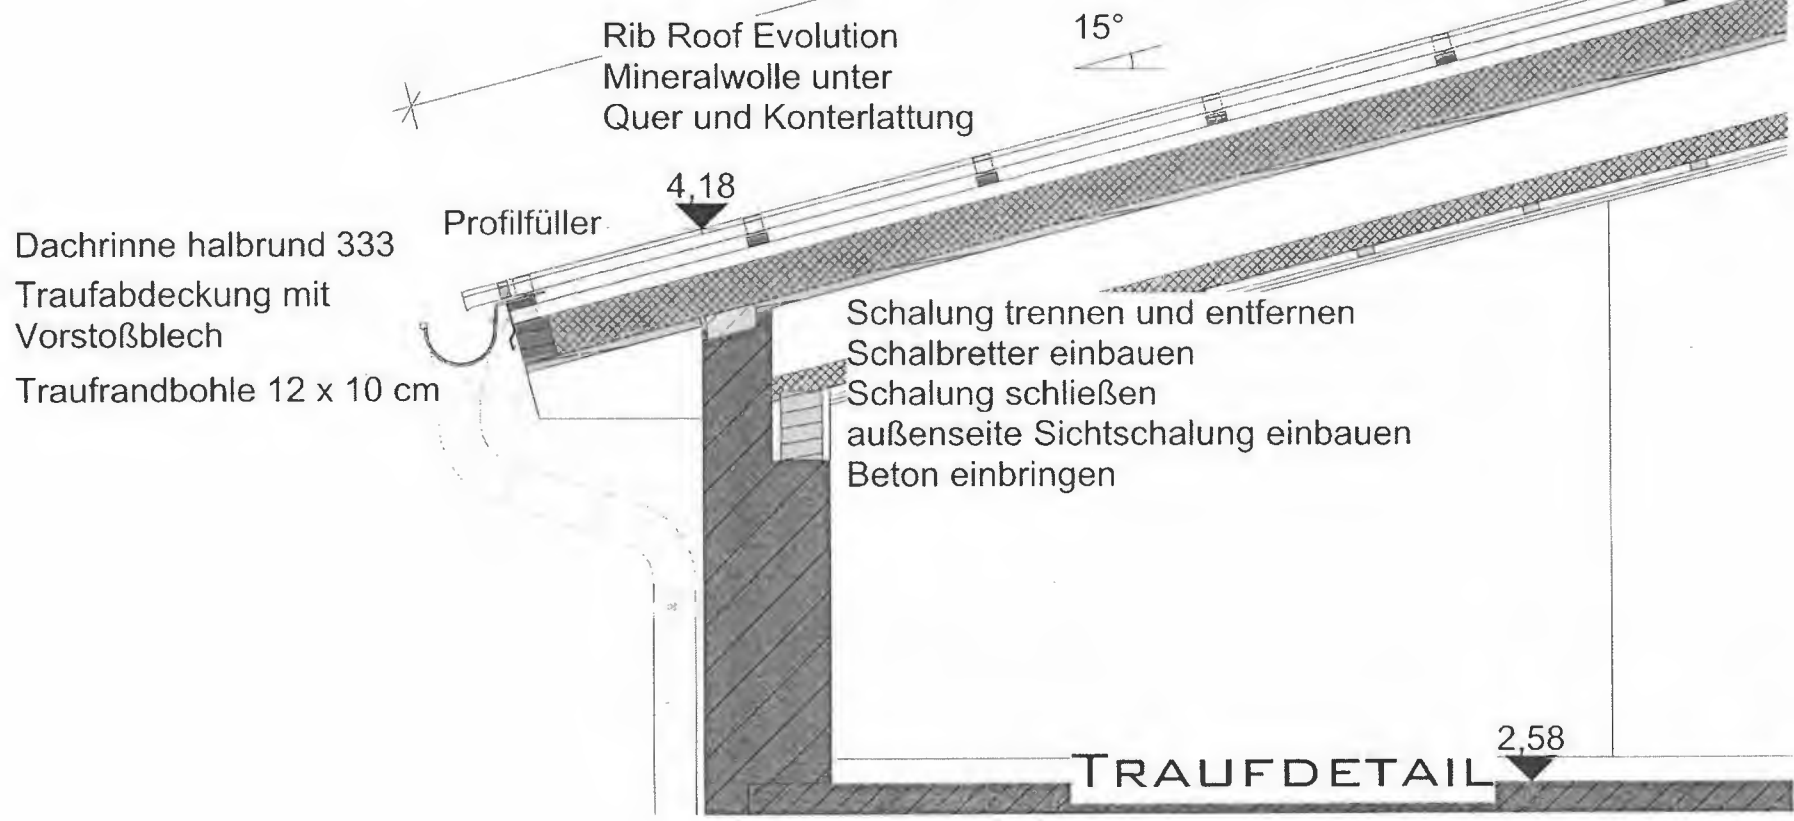 Rib Roof Evolution
Mineralwolle unter
Quer und Konterlattung
15°
4,18
Profilfüller
Dachrinne halbrund 333
Traufabdeckung mit
Vorstoßblech
Traufrandbohle 12 x 10 cm
Schalung trennen und entfernen
Schalbretter einbauen
Schalung schließen
außenseite Sichtschalung einbauen
Beton einbringen
2,58
TRAUFDETAIL